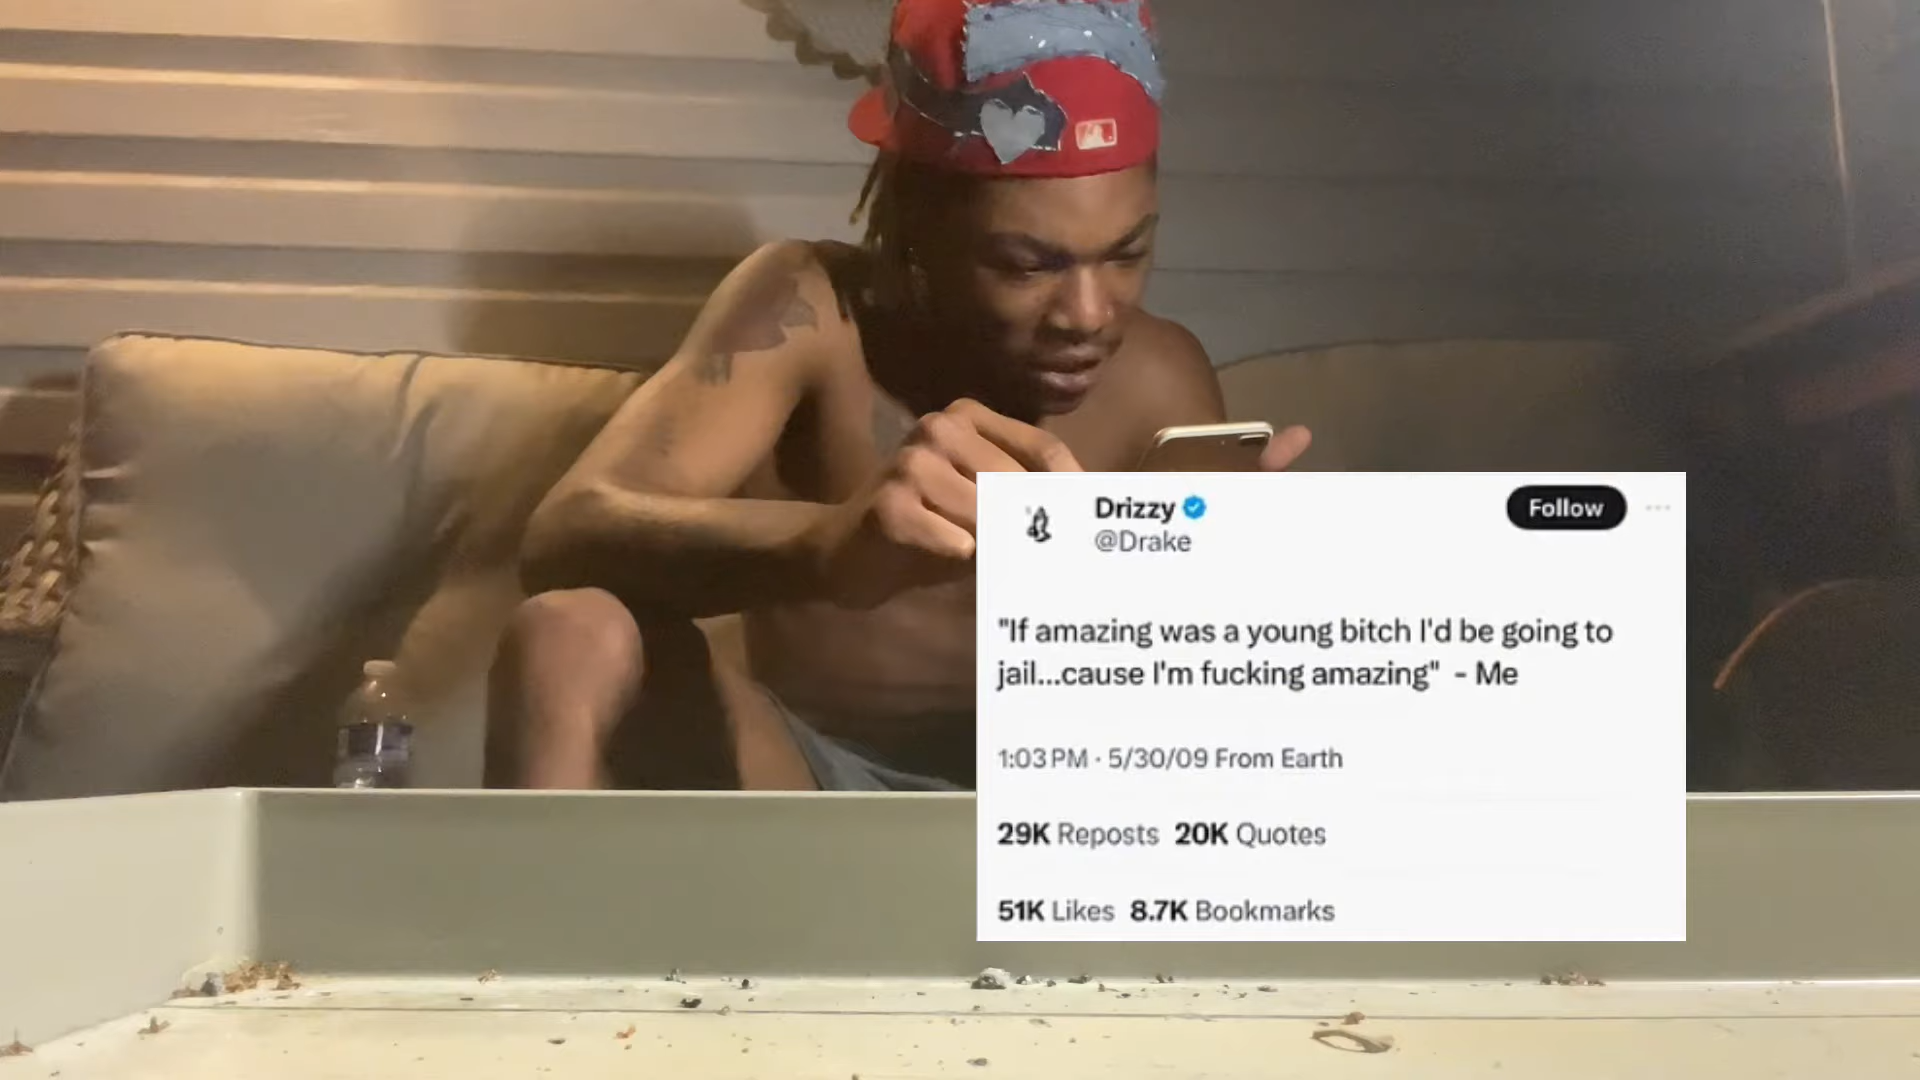 Drizzy
Follow
@Drake
"If amazing was a young bitch I'd be going to
jail...cause I'm fucking amazing" - Me
1:03 PM · 5/30/09 From Earth
29K Reposts 20K Quotes
51K Likes 8.7K Bookmarks